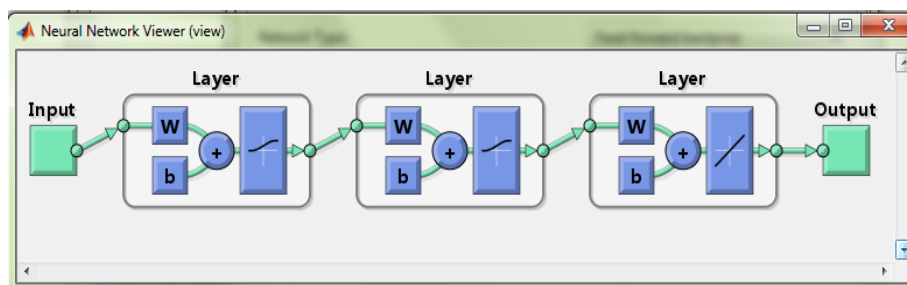 Neural Network Viewer (view)
Layer Layer Layer
Input Output
W W W
+ + +
b b b